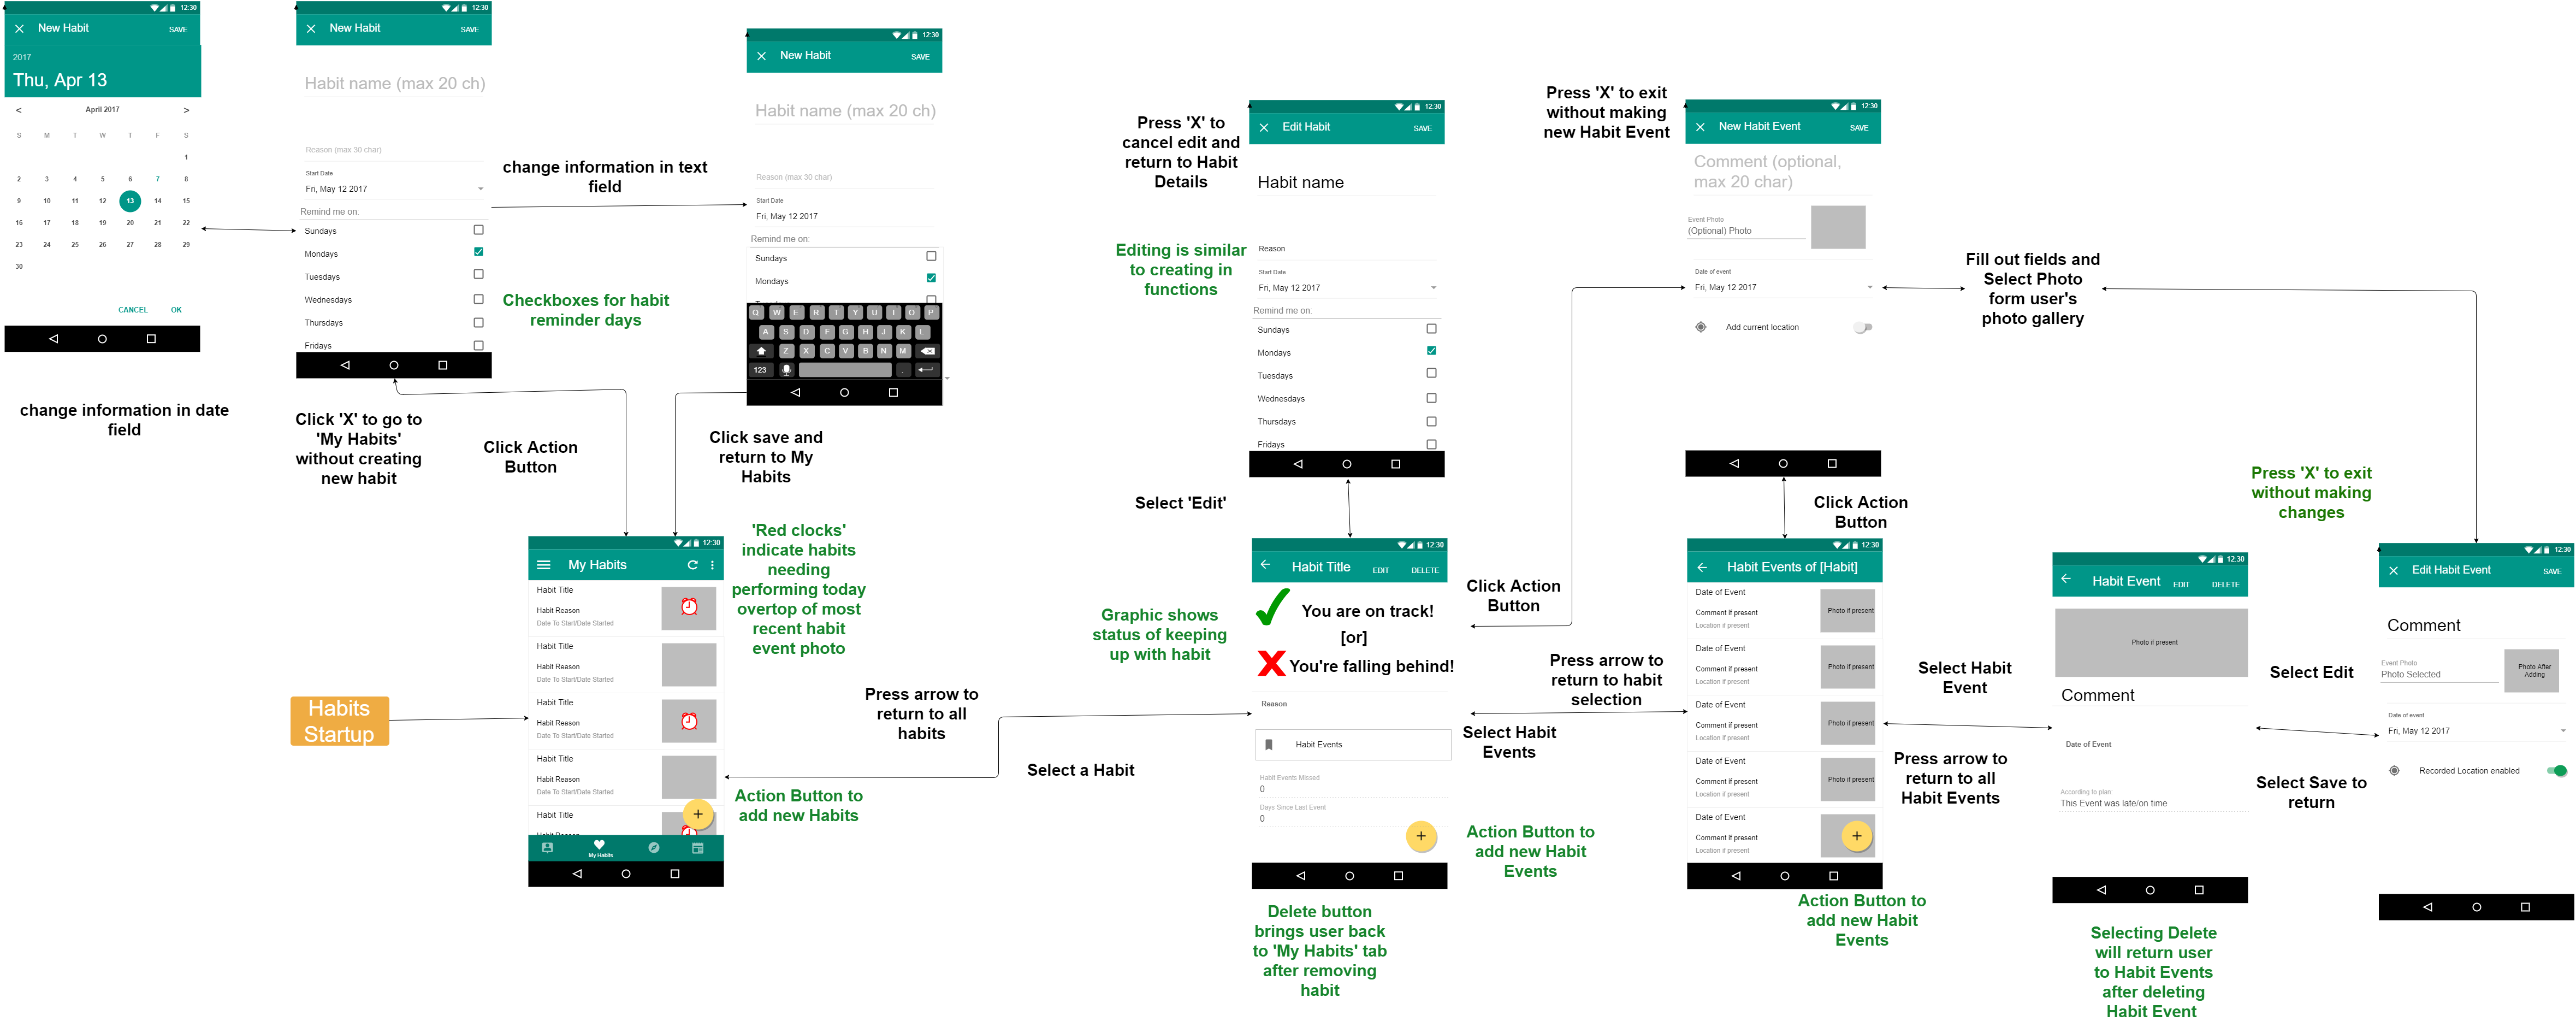 12:30
New Habit
SAVE
2017
Thu, Apr 13
<
April 2017
>
S M T W T F S
1
2 3 4 5 6 7 8
9 10 11 12 13 14 15
16 17 18 19 20 21 22
23 24 25 26 27 28 29
30
CANCEL OK
change information in date
field
12:30
New Habit
SAVE
Habit name (max 20 ch)
Reason (max 30 char)
Start Date
Fri, May 12 2017
Remind me on:
Sundays
Mondays
Tuesdays
Wednesdays
Thursdays
Fridays
change information in text
field
Checkboxes for habit
reminder days
12:30
New Habit
SAVE
Habit name (max 20 ch)
Reason (max 30 char)
Start Date
Fri, May 12 2017
Remind me on:
Sundays
Mondays
Q W E R T Y U I O P
A S D F G H J K L
Z X C V B N M
123 .
Click 'X' to go to
'My Habits'
without creating
new habit
Click Action
Button
Click save and
return to My
Habits
Habits
Startup
12:30
My Habits
Habit Title
Habit Reason
Date To Start/Date Started
Habit Title
Habit Reason
Date To Start/Date Started
Habit Title
Habit Reason
Date To Start/Date Started
Habit Title
Habit Reason
Date To Start/Date Started
Habit Title
Habit Reason
+
My Habits
'Red clocks'
indicate habits
needing
performing today
overtop of most
recent habit
event photo
Action Button to
add new Habits
Press arrow to
return to all
habits
Select a Habit
Press 'X' to
cancel edit and
return to Habit
Details
Editing is similar
to creating in
functions
12:30
Edit Habit
SAVE
Habit name
Reason
Start Date
Fri, May 12 2017
Remind me on:
Sundays
Mondays
Tuesdays
Wednesdays
Thursdays
Fridays
Select 'Edit'
Graphic shows
status of keeping
up with habit
12:30
Habit Title
EDIT
DELETE
You are on track!
[or]
You're falling behind!
Reason
Habit Events
Habit Events Missed
0
Days Since Last Event
0
+
Delete button
brings user back
to 'My Habits' tab
after removing
habit
Click Action
Button
Press arrow to
return to habit
selection
Select Habit
Events
Action Button to
add new Habit
Events
Press 'X' to exit
without making
new Habit Event
12:30
New Habit Event
SAVE
Comment (optional,
max 20 char)
Event Photo
(Optional) Photo
Date of event
Fri, May 12 2017
Add current location
Fill out fields and
Select Photo
form user's
photo gallery
Click Action
Button
12:30
Habit Events of [Habit]
Date of Event
Comment if present
Location if present
Photo if present
Date of Event
Comment if present
Location if present
Photo if present
Date of Event
Comment if present
Location if present
Photo if present
Date of Event
Comment if present
Location if present
Photo if present
Date of Event
Comment if present
Location if present
+
Action Button to
add new Habit
Events
Select Habit
Event
Press arrow to
return to all
Habit Events
12:30
Habit Event
EDIT
DELETE
Photo if present
Comment
Date of Event
According to plan:
This Event was late/on time
Selecting Delete
will return user
to Habit Events
after deleting
Habit Event
Press 'X' to exit
without making
changes
Select Edit
Select Save to
return
12:30
Edit Habit Event
SAVE
Comment
Event Photo
Photo Selected
Photo After
Adding
Date of event
Fri, May 12 2017
Recorded Location enabled